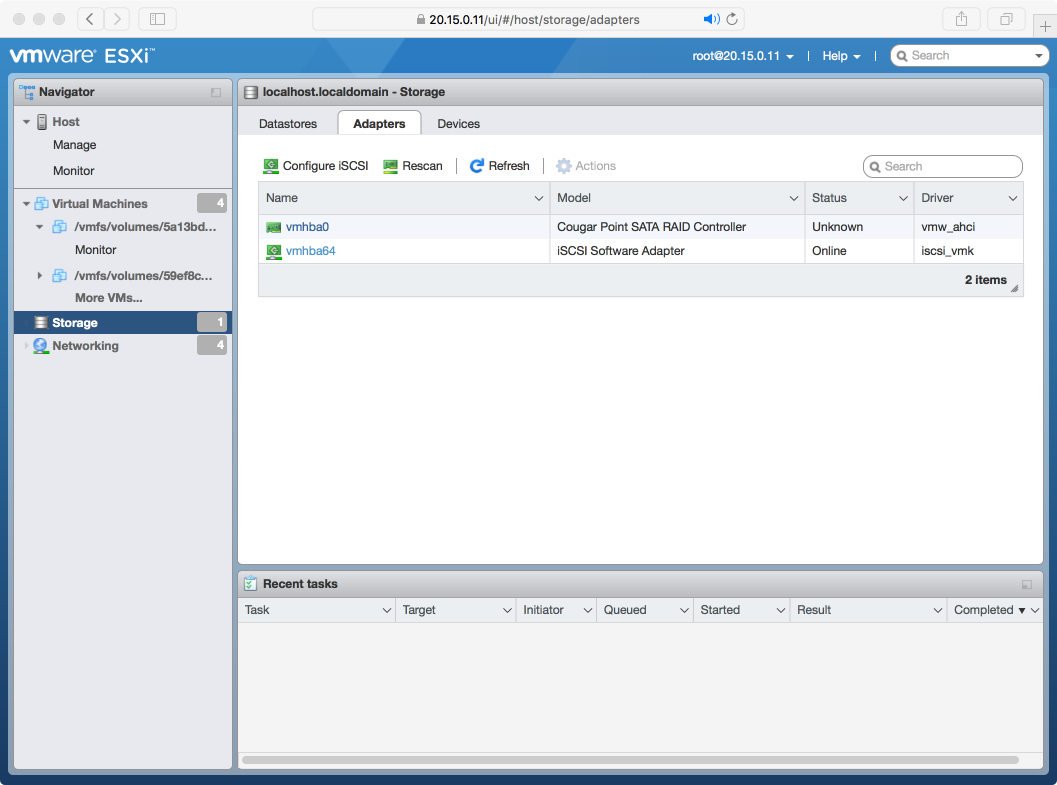 20.15.0.11/ui/#/host/storage/adapters
vmware ESXi™
root@20.15.0.11
Help
Search
Navigator
Host
Manage
Monitor
Virtual Machines 4
/vmfs/volumes/5a13bd...
Monitor
/vmfs/volumes/59ef8c...
More VMs...
Storage 1
Networking 4
localhost.localdomain - Storage
Datastores Adapters Devices
Configure iSCSI Rescan Refresh Actions Search
Name Model Status Driver
vmhba0 Cougar Point SATA RAID Controller Unknown vmw_ahci
vmhba64 iSCSI Software Adapter Online iscsi_vmk
2 items
Recent tasks
Task Target Initiator Queued Started Result Completed ▼